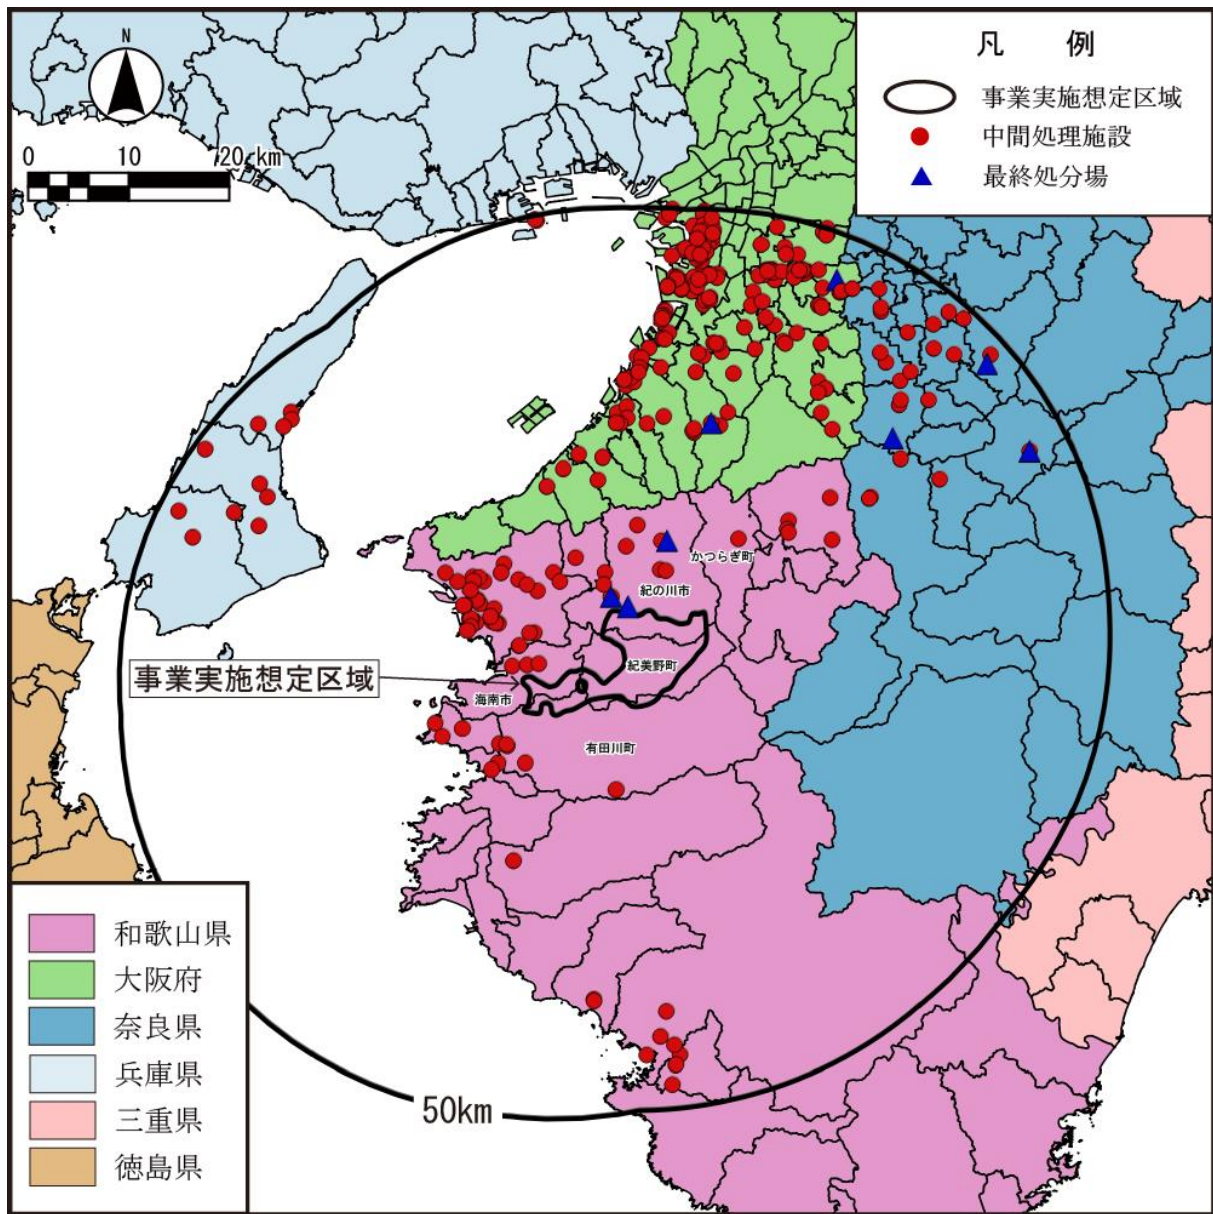 N
0 10 20 km
凡 例
事業実施想定区域
中間処理施設
最終処分場
かつらぎ町
紀の川市
紀美野町
事業実施想定区域
海南市
有田川町
50km
和歌山県
大阪府
奈良県
兵庫県
三重県
徳島県